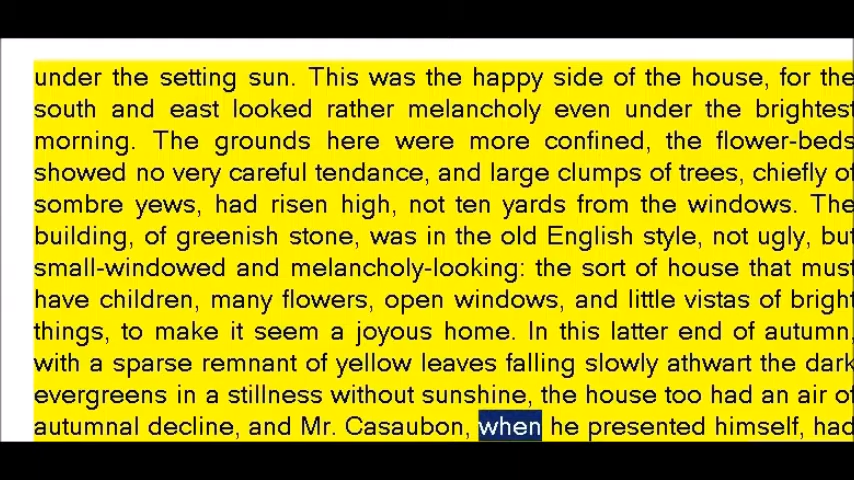 under the setting sun. This was the happy side of the house, for the
south and east looked rather melancholy even under the brightest
morning. The grounds here were more confined, the flower-beds
showed no very careful tendance, and large clumps of trees, chiefly of
sombre yews, had risen high, not ten yards from the windows. The
building, of greenish stone, was in the old English style, not ugly, but
small-windowed and melancholy-looking: the sort of house that must
have children, many flowers, open windows, and little vistas of bright
things, to make it seem a joyous home. In this latter end of autumn,
with a sparse remnant of yellow leaves falling slowly athwart the dark
evergreens in a stillness without sunshine, the house too had an air of
autumnal decline, and Mr. Casaubon, when he presented himself, had